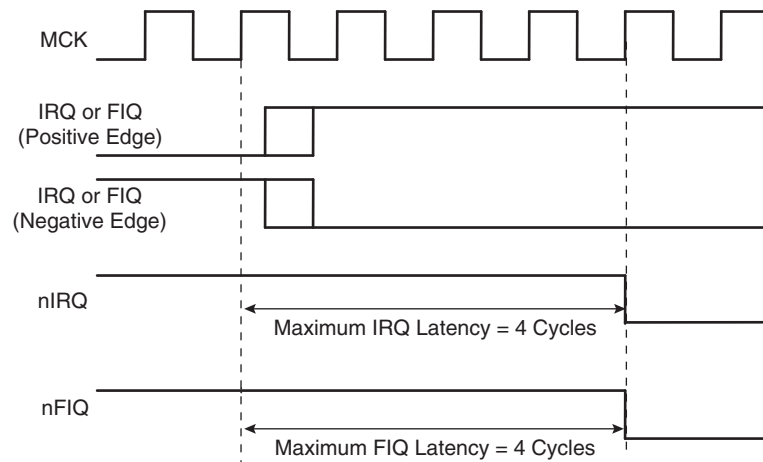 MCK
IRQ or FIQ
(Positive Edge)
IRQ or FIQ
(Negative Edge)
nIRQ
Maximum IRQ Latency = 4 Cycles
nFIQ
Maximum FIQ Latency = 4 Cycles